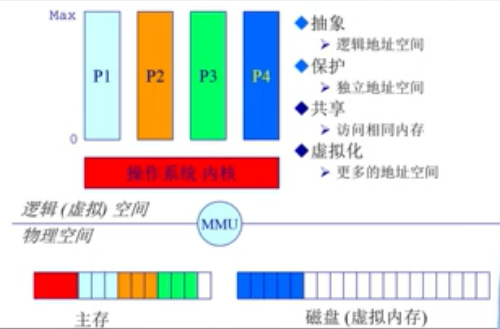 Max
P1 P2 P3 P4
0
操作系统 内核
◆抽象
➢ 逻辑地址空间
◆保护
➢ 独立地址空间
◆共享
➢ 访问相同内存
◆虚拟化
➢ 更多的地址空间
逻辑 (虚拟) 空间
MMU
物理空间
主存
磁盘 (虚拟内存)